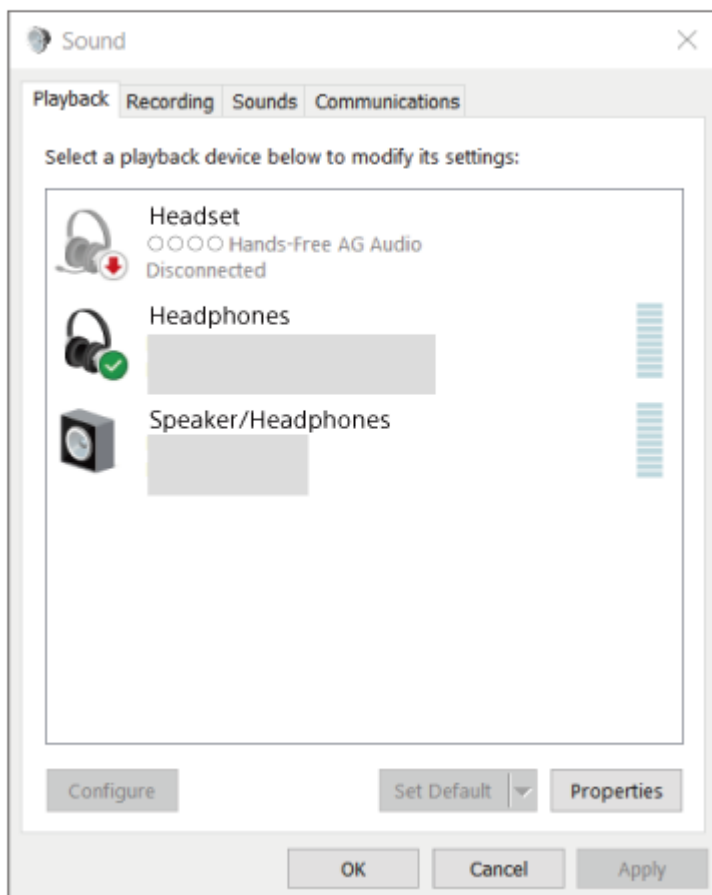 Sound
Playback Recording Sounds Communications
Select a playback device below to modify its settings:
Headset
○○○○ Hands-Free AG Audio
Disconnected
Headphones
Speaker/Headphones
Configure Set Default Properties
OK Cancel Apply